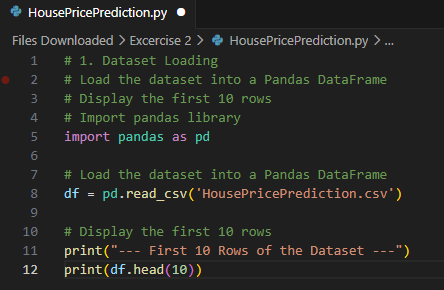 HousePricePrediction.py
Files Downloaded > Excercise 2 > HousePricePrediction.py > ...
1 # 1. Dataset Loading
2 # Load the dataset into a Pandas DataFrame
3 # Display the first 10 rows
4 # Import pandas library
5 import pandas as pd
6
7 # Load the dataset into a Pandas DataFrame
8 df = pd.read_csv('HousePricePrediction.csv')
9
10 # Display the first 10 rows
11 print("--- First 10 Rows of the Dataset ---")
12 print(df.head(10))